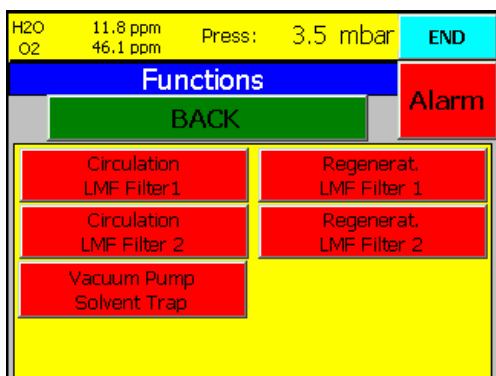 H2O 11.8 ppm Press: 3.5 mbar END
O2 46.1 ppm
Functions
Alarm
BACK
Circulation
LMF Filter1
Regenerat.
LMF Filter 1
Circulation
LMF Filter 2
Regenerat.
LMF Filter 2
Vacuum Pump
Solvent Trap